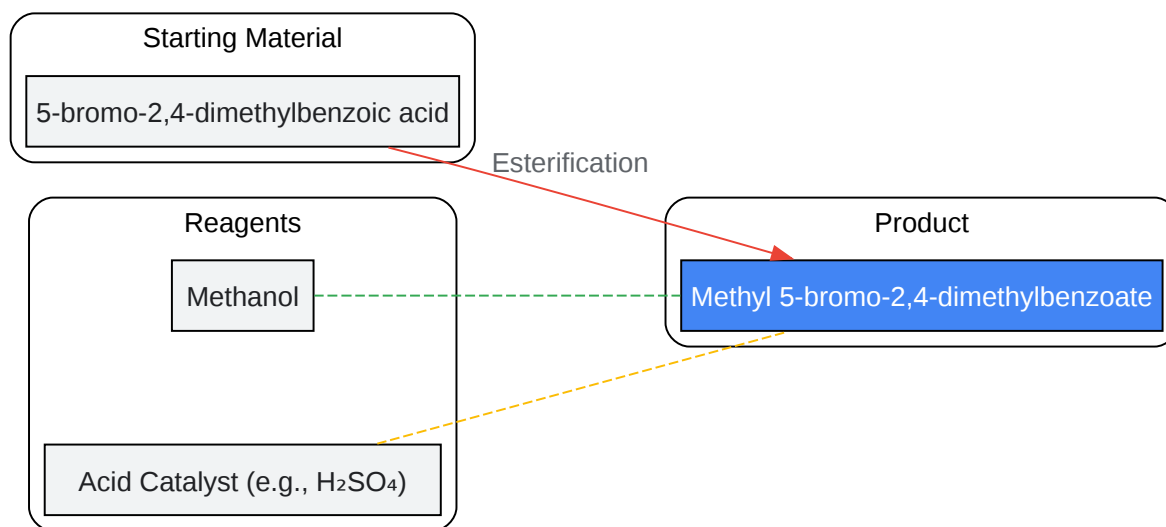 Starting Material
5-bromo-2,4-dimethylbenzoic acid
Esterification
Reagents
Methanol
Acid Catalyst (e.g., H₂SO₄)
Product
Methyl 5-bromo-2,4-dimethylbenzoate